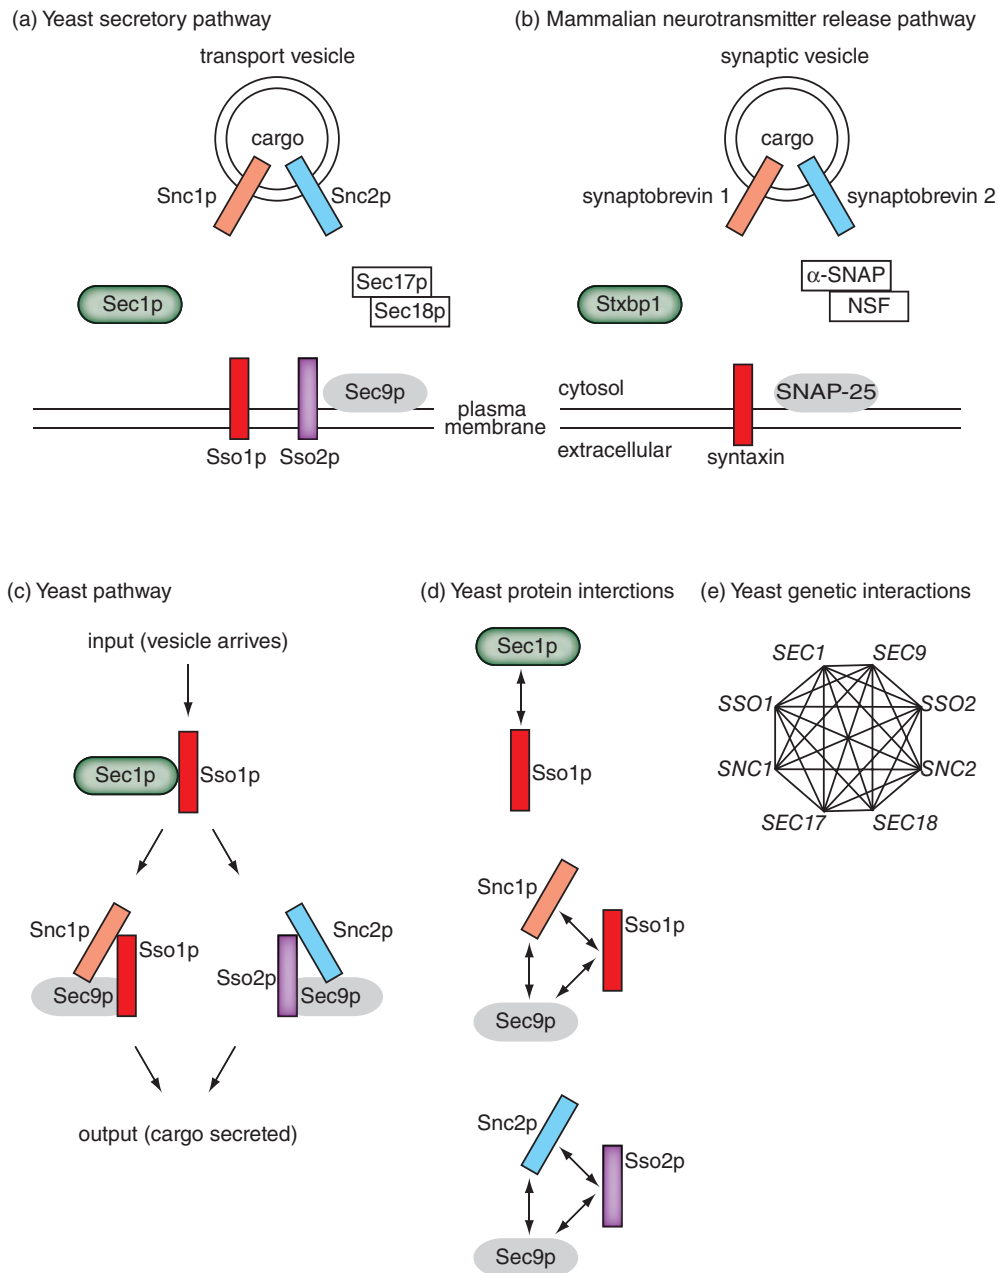 (a) Yeast secretory pathway
transport vesicle
cargo
Snc1p
Snc2p
Sec1p
Sec17p
Sec18p
Sec9p
Sso1p
Sso2p
plasma
membrane
(b) Mammalian neurotransmitter release pathway
synaptic vesicle
cargo
synaptobrevin 1
synaptobrevin 2
Stxbp1
α-SNAP
NSF
cytosol
SNAP-25
extracellular
syntaxin
(c) Yeast pathway
input (vesicle arrives)
Sec1p
Sso1p
Snc1p
Sso1p
Sec9p
Snc2p
Sso2p
Sec9p
output (cargo secreted)
(d) Yeast protein interctions
Sec1p
Sso1p
Snc1p
Sso1p
Sec9p
Snc2p
Sso2p
Sec9p
(e) Yeast genetic interactions
SEC1
SEC9
SSO1
SSO2
SNC1
SNC2
SEC17
SEC18